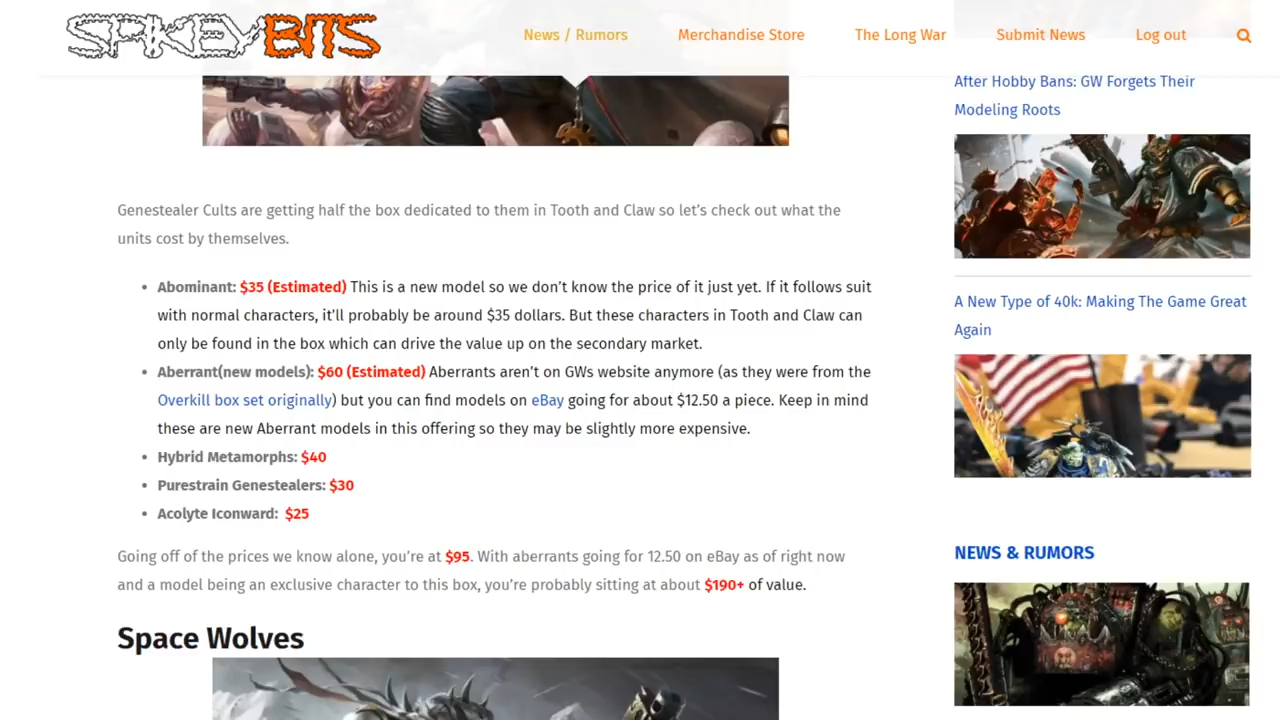 SPIKEYBITS
News / Rumors
Merchandise Store
The Long War
Submit News
Log out
Genestealer Cults are getting half the box dedicated to them in Tooth and Claw so let's check out what the
units cost by themselves.
• Abominant: $35 (Estimated) This is a new model so we don't know the price of it just yet. If it follows suit
with normal characters, it'll probably be around $35 dollars. But these characters in Tooth and Claw can
only be found in the box which can drive the value up on the secondary market.
• Aberrant(new models): $60 (Estimated) Aberrants aren't on GWs website anymore (as they were from the
Overkill box set originally) but you can find models on eBay going for about $12.50 a piece. Keep in mind
these are new Aberrant models in this offering so they may be slightly more expensive.
• Hybrid Metamorphs: $40
• Purestrain Genestealers: $30
• Acolyte Iconward: $25
Going off of the prices we know alone, you're at $95. With aberrants going for 12.50 on eBay as of right now
and a model being an exclusive character to this box, you're probably sitting at about $190+ of value.
Space Wolves
After Hobby Bans: GW Forgets Their
Modeling Roots
A New Type of 40k: Making The Game Great
Again
NEWS & RUMORS